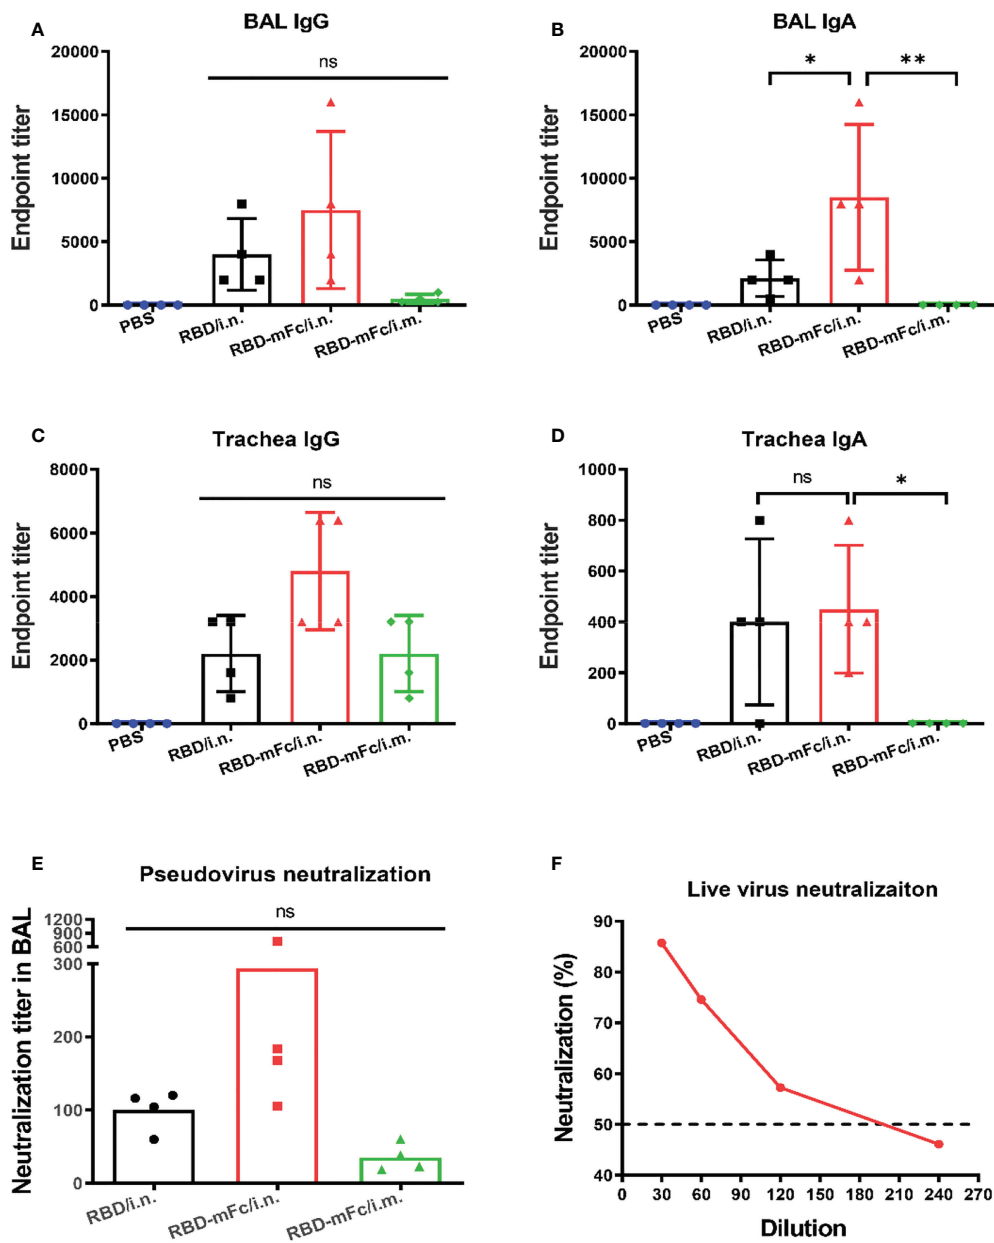 A
BAL IgG
Endpoint titer
20000
15000
10000
5000
0
ns
PBS
RBD/i.n.
RBD-mFc/i.n.
RBD-mFc/i.m.
B
BAL IgA
Endpoint titer
20000
15000
10000
5000
0
*
**
PBS
RBD/i.n.
RBD-mFc/i.n.
RBD-mFc/i.m.
C
Trachea IgG
Endpoint titer
8000
6000
4000
2000
0
ns
PBS
RBD/i.n.
RBD-mFc/i.n.
RBD-mFc/i.m.
D
Trachea IgA
Endpoint titer
1000
800
600
400
200
0
ns
*
PBS
RBD/i.n.
RBD-mFc/i.n.
RBD-mFc/i.m.
E
Pseudovirus neutralization
Neutralization titer in BAL
1200
900
600
300
200
100
0
ns
RBD/i.n.
RBD-mFc/i.n.
RBD-mFc/i.m.
F
Live virus neutralizaiton
Neutralization (%)
90
80
70
60
50
40
0 30 60 90 120 150 180 210 240 270
Dilution